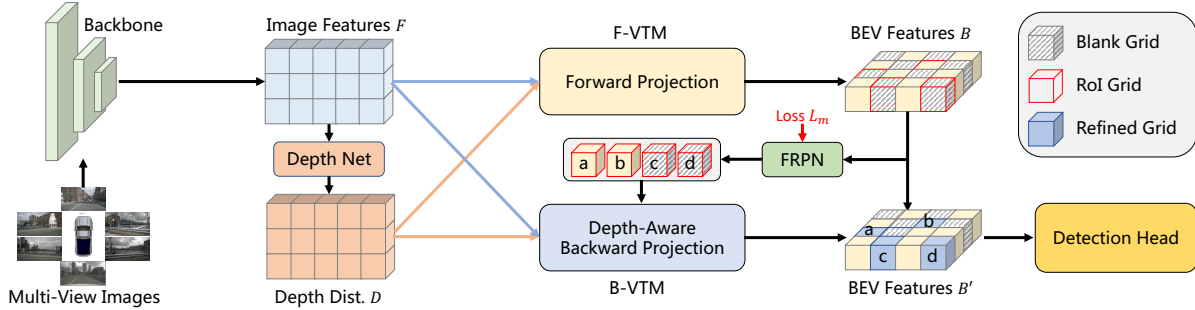 Backbone
Multi-View Images
Image Features F
Depth Net
Depth Dist. D
F-VTM
Forward Projection
BEV Features B
Loss L_m
FRPN
a b c d
Depth-Aware
Backward Projection
B-VTM
a b c d
BEV Features B′
Detection Head
Blank Grid
RoI Grid
Refined Grid